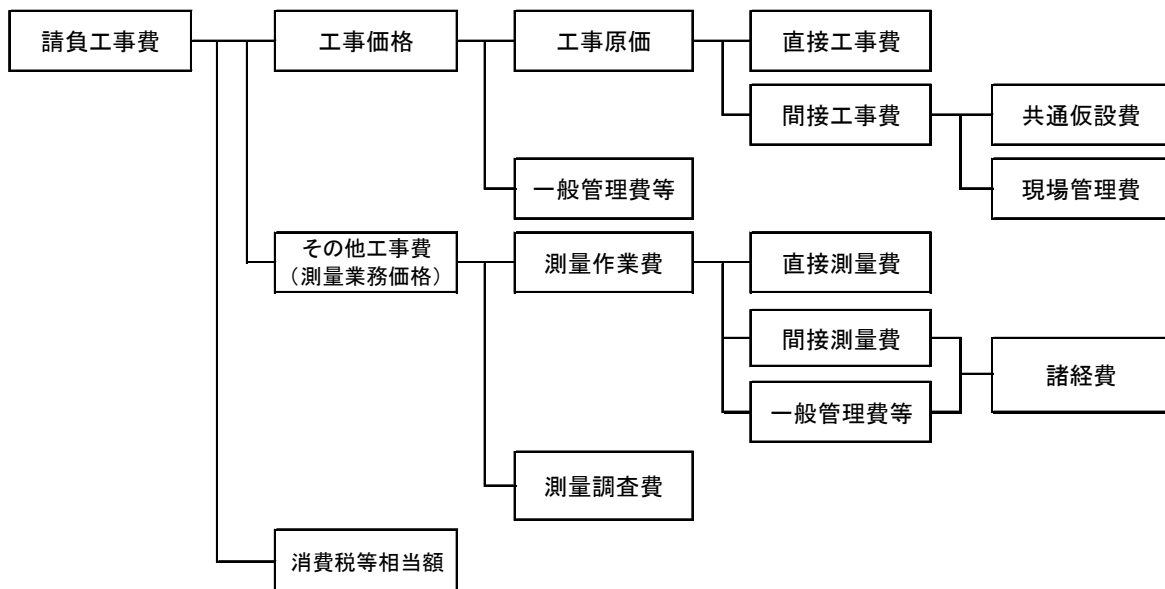 請負工事費
工事価格
工事原価
直接工事費
間接工事費
共通仮設費
現場管理費
一般管理費等
その他工事費
（測量業務価格）
測量作業費
直接測量費
間接測量費
諸経費
一般管理費等
測量調査費
消費税等相当額